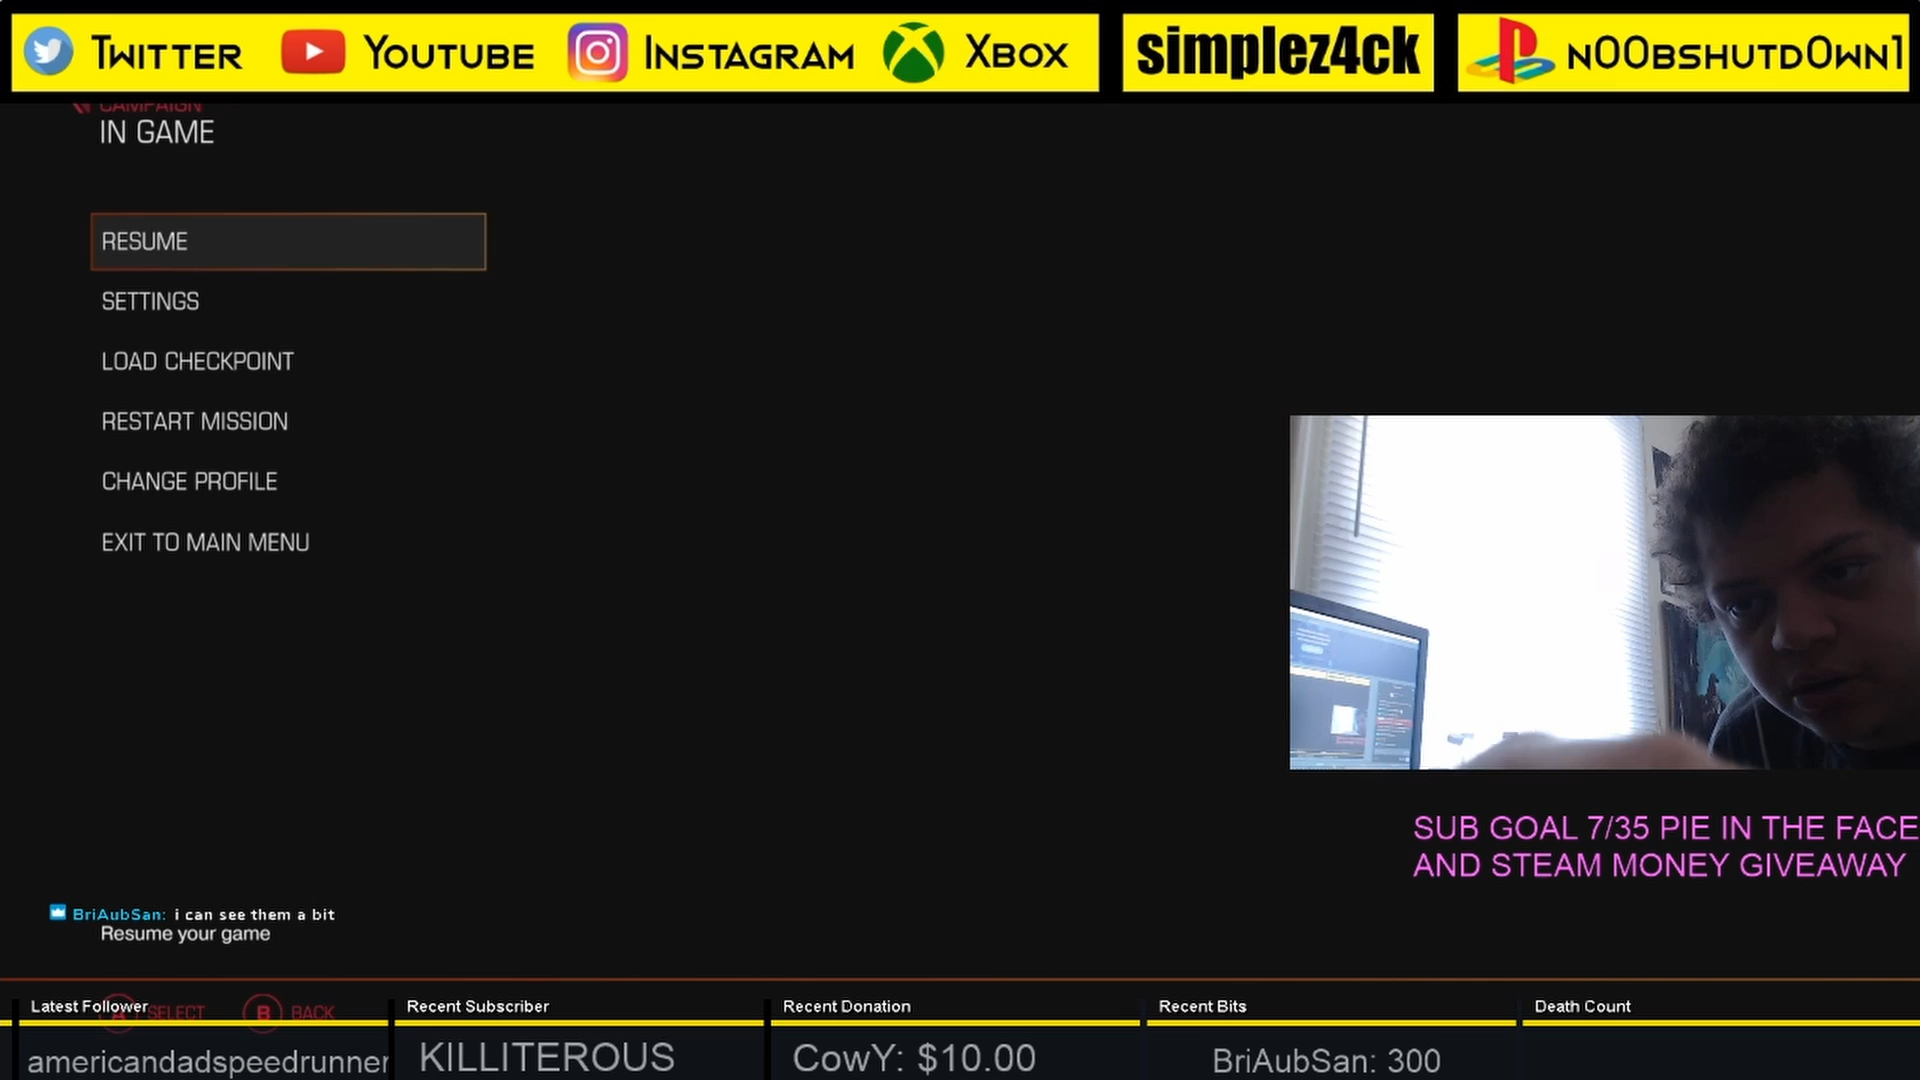 TWITTER YOUTUBE INSTAGRAM XBOX simplez4ck n00bshutd0wn1
CAMPAIGN
IN GAME
RESUME
SETTINGS
LOAD CHECKPOINT
RESTART MISSION
CHANGE PROFILE
EXIT TO MAIN MENU
SUB GOAL 7/35 PIE IN THE FACE
AND STEAM MONEY GIVEAWAY
BriAubSan: i can see them a bit
Resume your game
A SELECT B BACK
Latest Follower Recent Subscriber Recent Donation Recent Bits Death Count
americandadspeedrunner KILLITEROUS CowY: $10.00 BriAubSan: 300